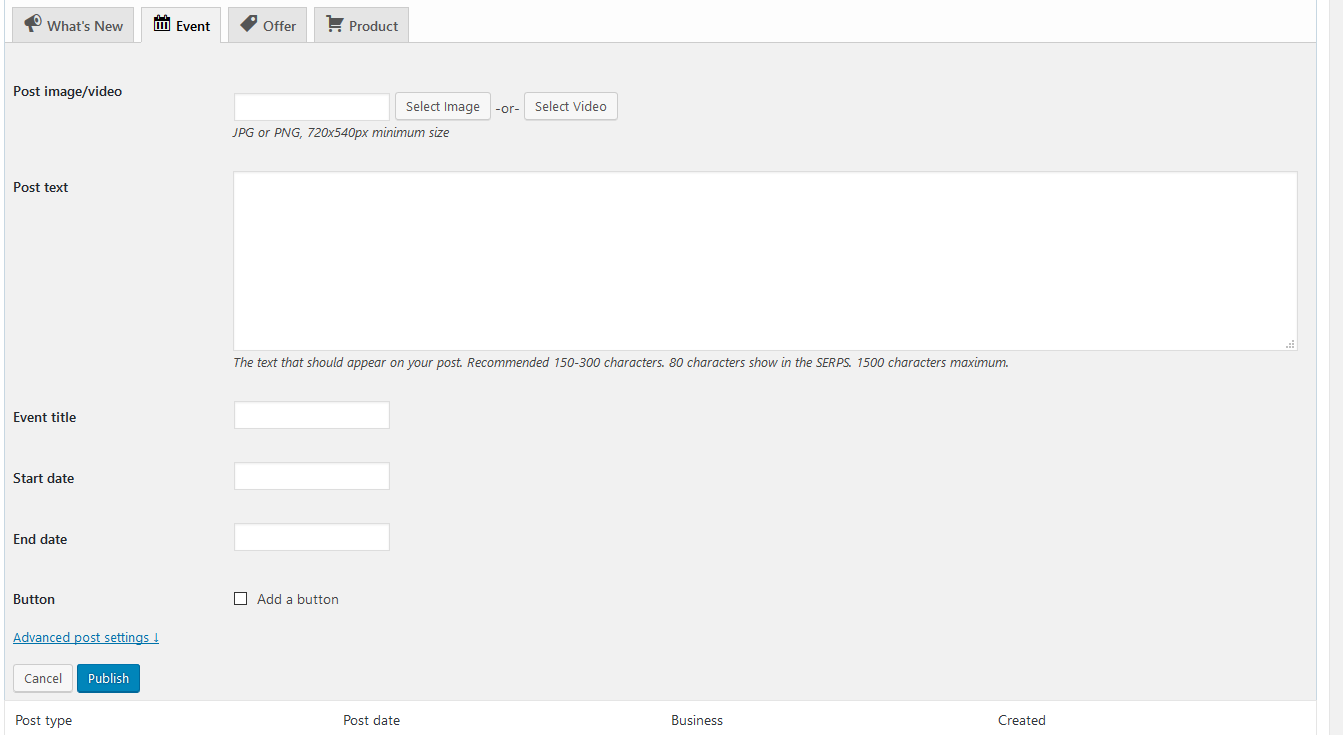 What's New Event Offer Product
Post image/video
Select Image -or- Select Video
JPG or PNG, 720x540px minimum size
Post text
The text that should appear on your post. Recommended 150-300 characters. 80 characters show in the SERPS. 1500 characters maximum.
Event title
Start date
End date
Button Add a button
Advanced post settings ↓
Cancel Publish
Post type Post date Business Created